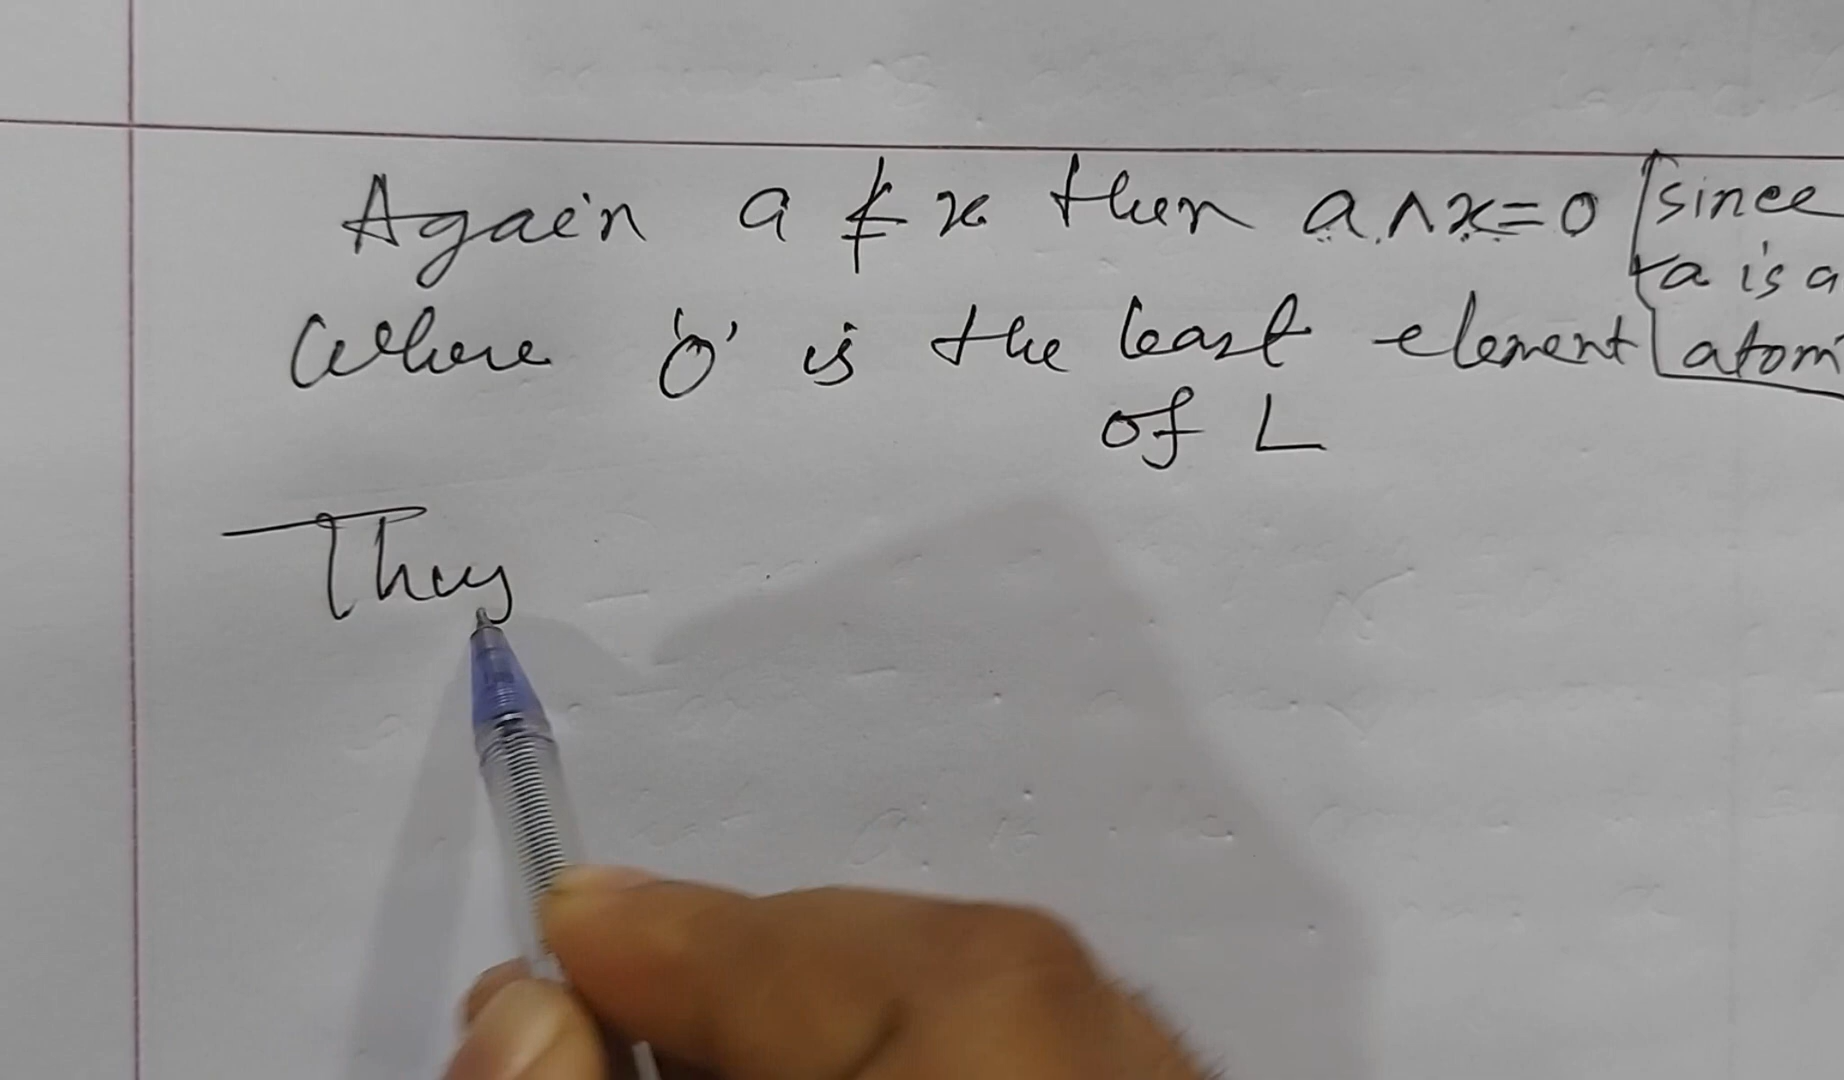 Again a ≰ x then a ∧ x = 0 [since a is a atom
Where '0' is the least element
of L
Thus